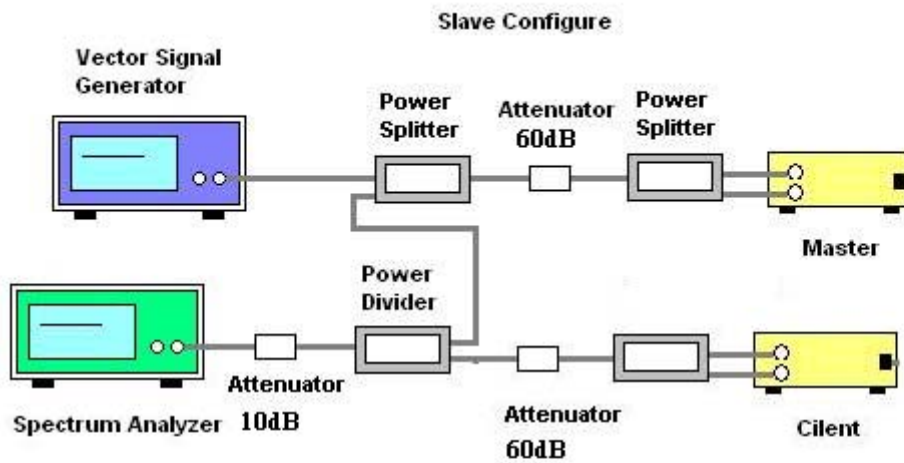 Slave Configure
Vector Signal
Generator
Power
Splitter
Attenuator
60dB
Power
Splitter
Master
Power
Divider
Spectrum Analyzer
Attenuator
10dB
Attenuator
60dB
Cilent